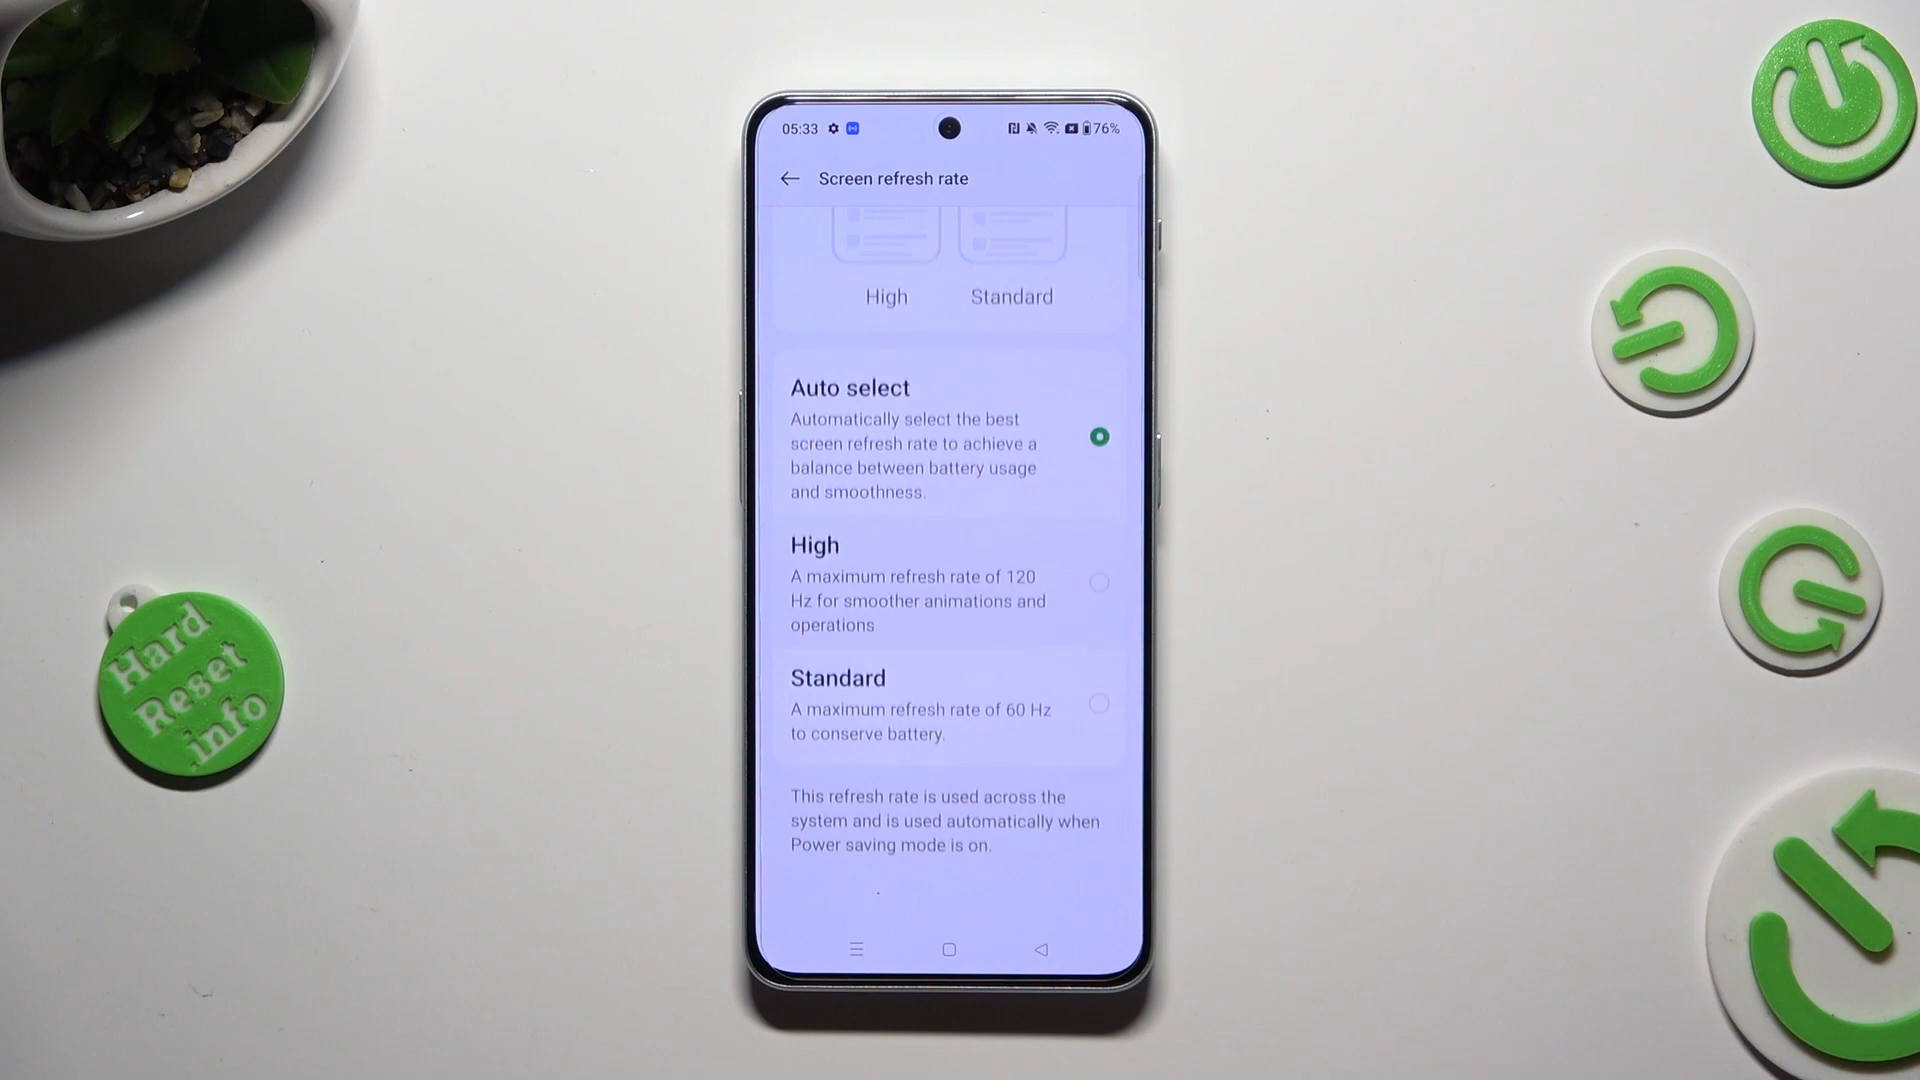 05:33
76%
Screen refresh rate
High Standard
Auto select
Automatically select the best
screen refresh rate to achieve a
balance between battery usage
and smoothness.
High
A maximum refresh rate of 120
Hz for smoother animations and
operations
Standard
A maximum refresh rate of 60 Hz
to conserve battery.
This refresh rate is used across the
system and is used automatically when
Power saving mode is on.
Hard
Reset
.info